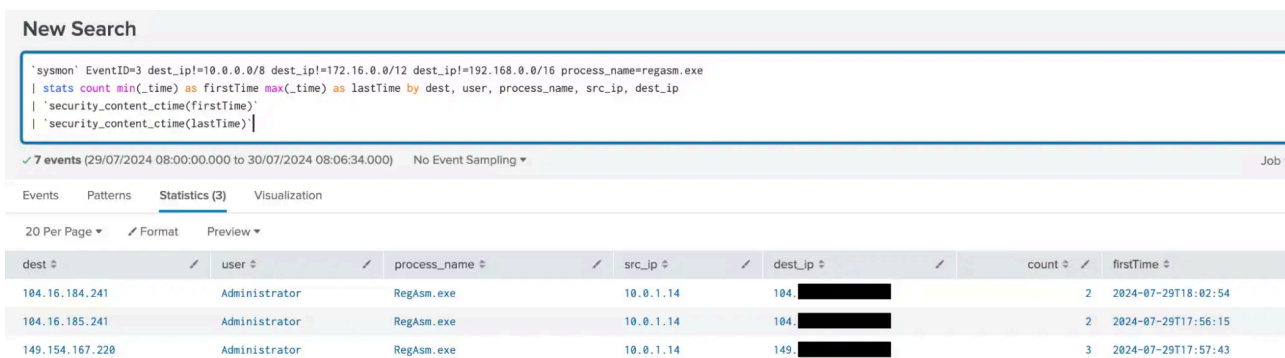 New Search
`sysmon` EventID=3 dest_ip!=10.0.0.0/8 dest_ip!=172.16.0.0/12 dest_ip!=192.168.0.0/16 process_name=regasm.exe
| stats count min(_time) as firstTime max(_time) as lastTime by dest, user, process_name, src_ip, dest_ip
| `security_content_ctime(firstTime)`
| `security_content_ctime(lastTime)`
✓ 7 events (29/07/2024 08:00:00.000 to 30/07/2024 08:06:34.000) No Event Sampling Job
Events Patterns Statistics (3) Visualization
20 Per Page Format Preview
dest user process_name src_ip dest_ip count firstTime
104.16.184.241 Administrator RegAsm.exe 10.0.1.14 104. 2 2024-07-29T18:02:54
104.16.185.241 Administrator RegAsm.exe 10.0.1.14 104. 2 2024-07-29T17:56:15
149.154.167.220 Administrator RegAsm.exe 10.0.1.14 149. 3 2024-07-29T17:57:43